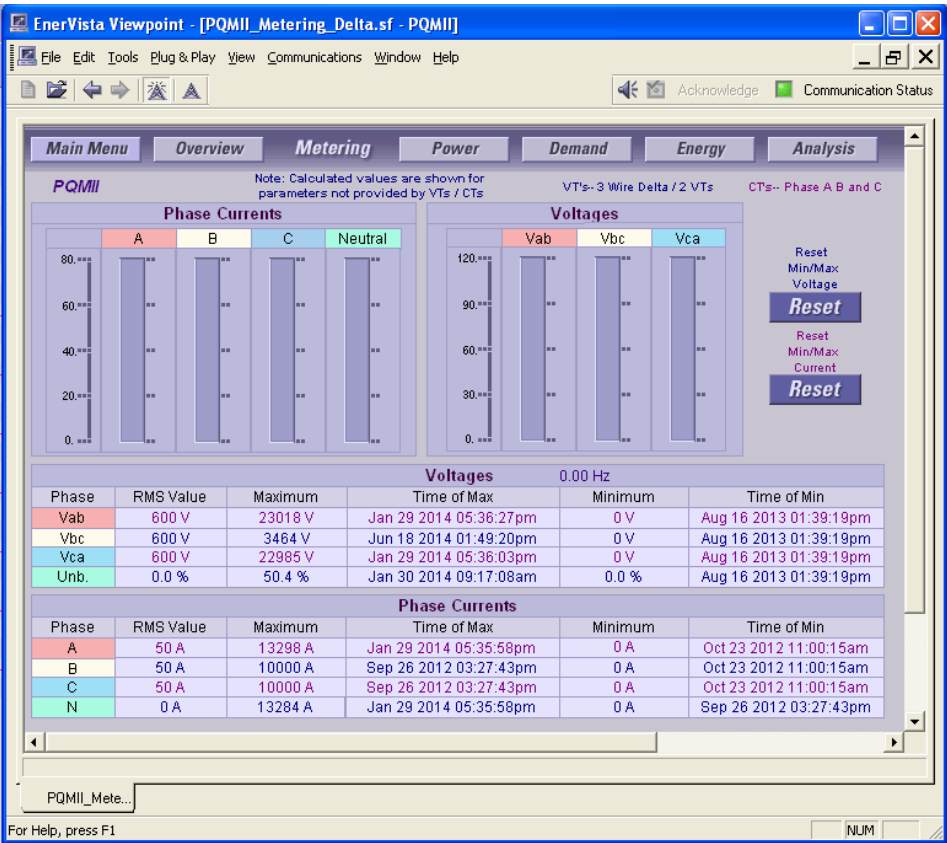 EnerVista Viewpoint - [PQMII_Metering_Delta.sf - PQMII]
File Edit Tools Plug & Play View Communications Window Help
Acknowledge Communication Status
Main Menu Overview Metering Power Demand Energy Analysis
PQMII
Note: Calculated values are shown for
parameters not provided by VTs / CTs
VT's-- 3 Wire Delta / 2 VTs
CT's-- Phase A B and C
Phase Currents
A B C Neutral
80.
60.
40.
20.
0.
Voltages
Vab Vbc Vca
120.
90.
60.
30.
0.
Reset
Min/Max
Voltage
Reset
Reset
Min/Max
Current
Reset
Voltages 0.00 Hz
Phase RMS Value Maximum Time of Max Minimum Time of Min
Vab 600 V 23018 V Jan 29 2014 05:36:27pm 0 V Aug 16 2013 01:39:19pm
Vbc 600 V 3464 V Jun 18 2014 01:49:20pm 0 V Aug 16 2013 01:39:19pm
Vca 600 V 22985 V Jan 29 2014 05:36:03pm 0 V Aug 16 2013 01:39:19pm
Unb. 0.0 % 50.4 % Jan 30 2014 09:17:08am 0.0 % Aug 16 2013 01:39:19pm
Phase Currents
Phase RMS Value Maximum Time of Max Minimum Time of Min
A 50 A 13298 A Jan 29 2014 05:35:58pm 0 A Oct 23 2012 11:00:15am
B 50 A 10000 A Sep 26 2012 03:27:43pm 0 A Oct 23 2012 11:00:15am
C 50 A 10000 A Sep 26 2012 03:27:43pm 0 A Oct 23 2012 11:00:15am
N 0 A 13284 A Jan 29 2014 05:35:58pm 0 A Sep 26 2012 03:27:43pm
PQMII_Mete...
For Help, press F1
NUM